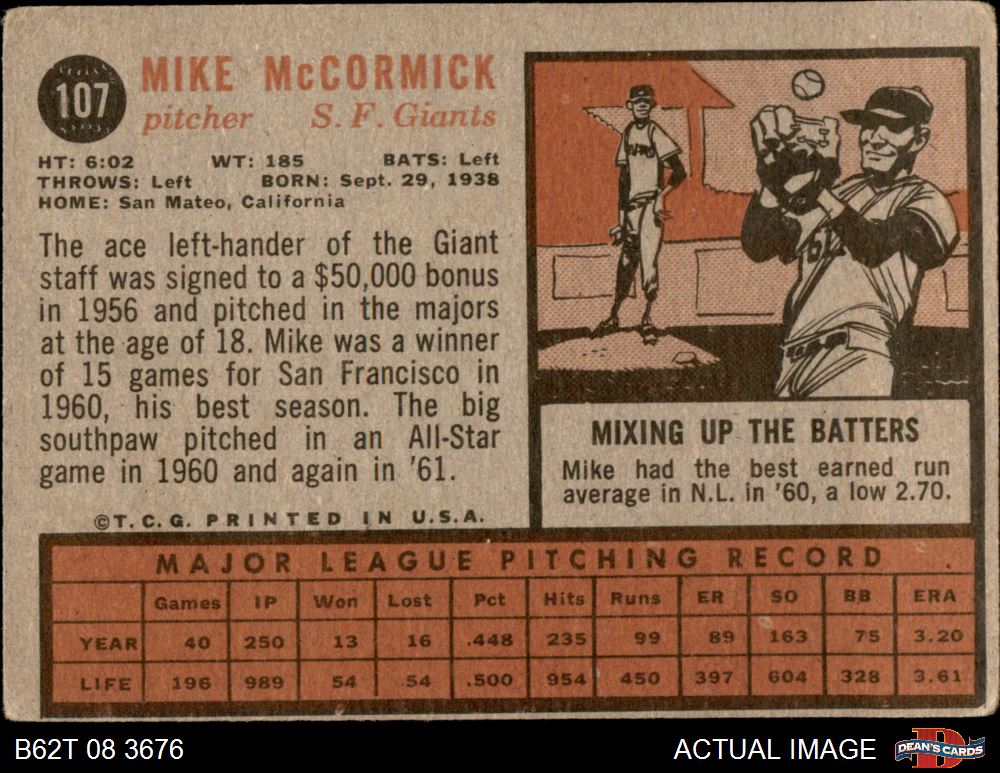 107
MIKE McCORMICK
pitcher S. F. Giants
HT: 6:02 WT: 185 BATS: Left
THROWS: Left BORN: Sept. 29, 1938
HOME: San Mateo, California
The ace left-hander of the Giant
staff was signed to a $50,000 bonus
in 1956 and pitched in the majors
at the age of 18. Mike was a winner
of 15 games for San Francisco in
1960, his best season. The big
southpaw pitched in an All-Star
game in 1960 and again in '61.
©T. C. G. PRINTED IN U. S. A.
MIXING UP THE BATTERS
Mike had the best earned run
average in N.L. in '60, a low 2.70.
MAJOR LEAGUE PITCHING RECORD
Games IP Won Lost Pct Hits Runs ER SO BB ERA
YEAR 40 250 13 16 .448 235 99 89 163 75 3.20
LIFE 196 989 54 54 .500 954 450 397 604 328 3.61
B62T 08 3676 ACTUAL IMAGE DEAN'S CARDS